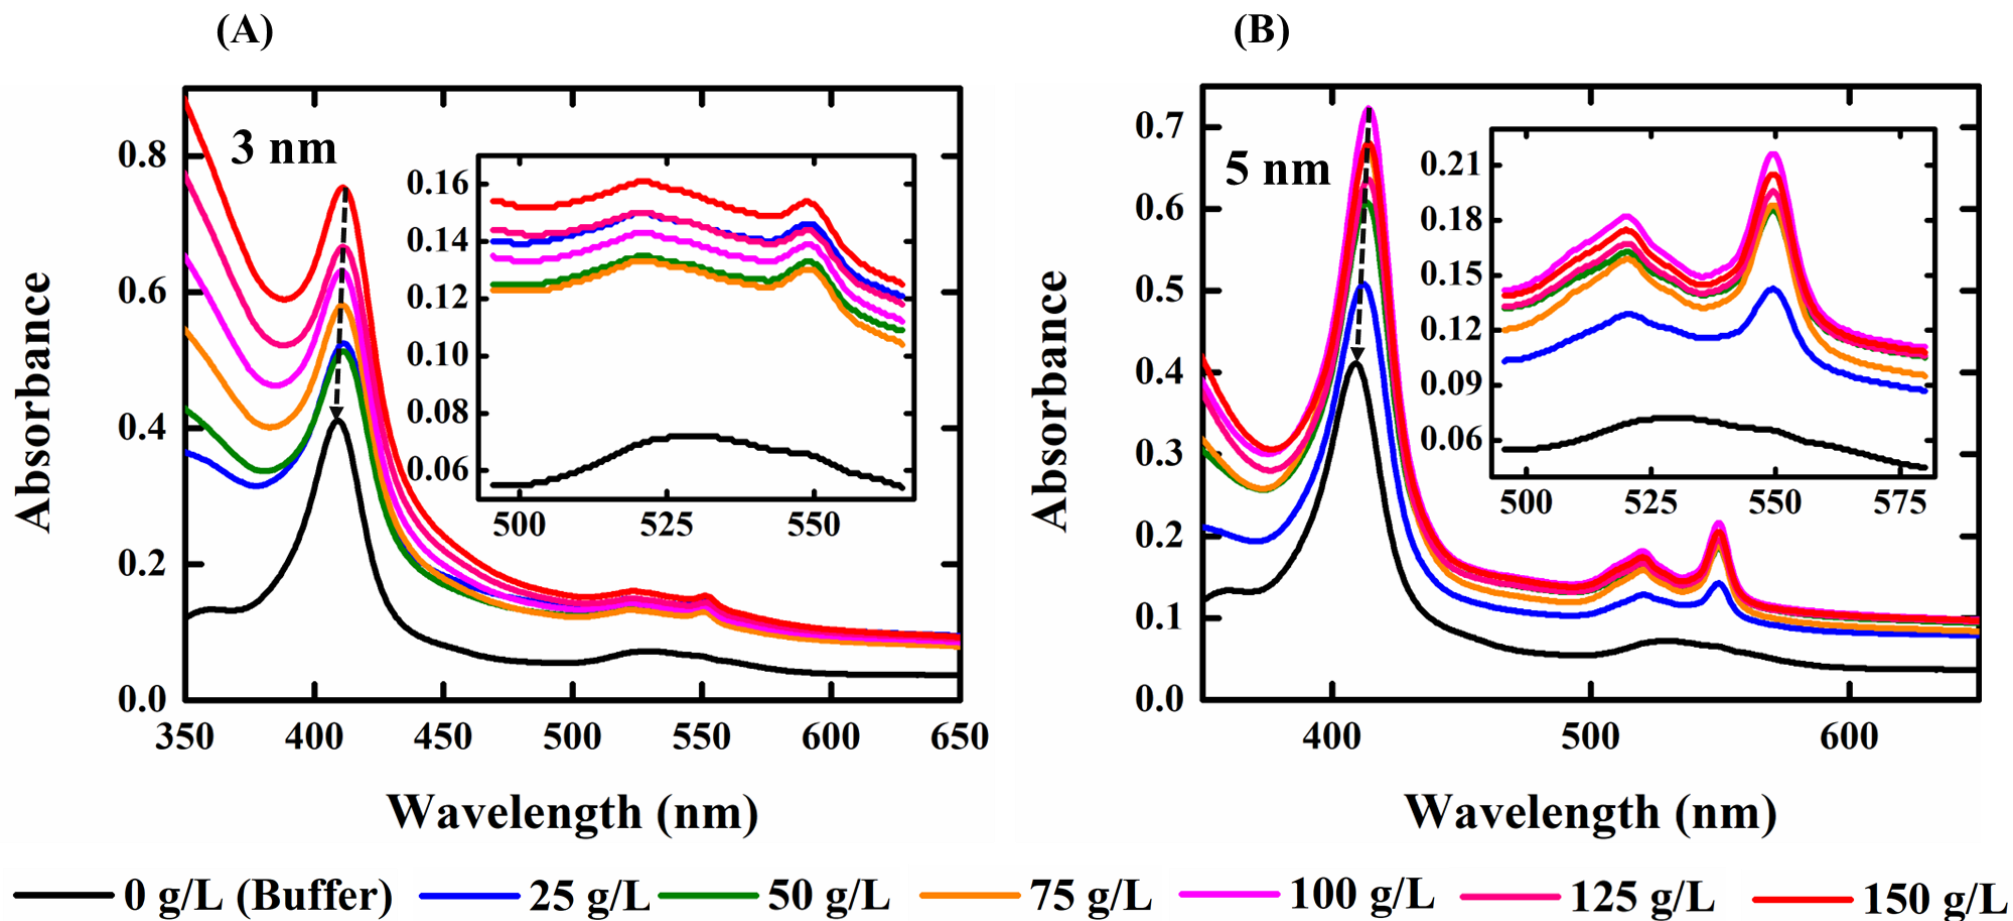 (A)
(B)
3 nm
5 nm
Absorbance
0.8
0.6
0.4
0.2
0.0
350 400 450 500 550 600 650
Wavelength (nm)
0.16
0.14
0.12
0.10
0.08
0.06
500 525 550
Absorbance
0.7
0.6
0.5
0.4
0.3
0.2
0.1
0.0
400 500 600
Wavelength (nm)
0.21
0.18
0.15
0.12
0.09
0.06
500 525 550 575
0 g/L (Buffer) 25 g/L 50 g/L 75 g/L 100 g/L 125 g/L 150 g/L